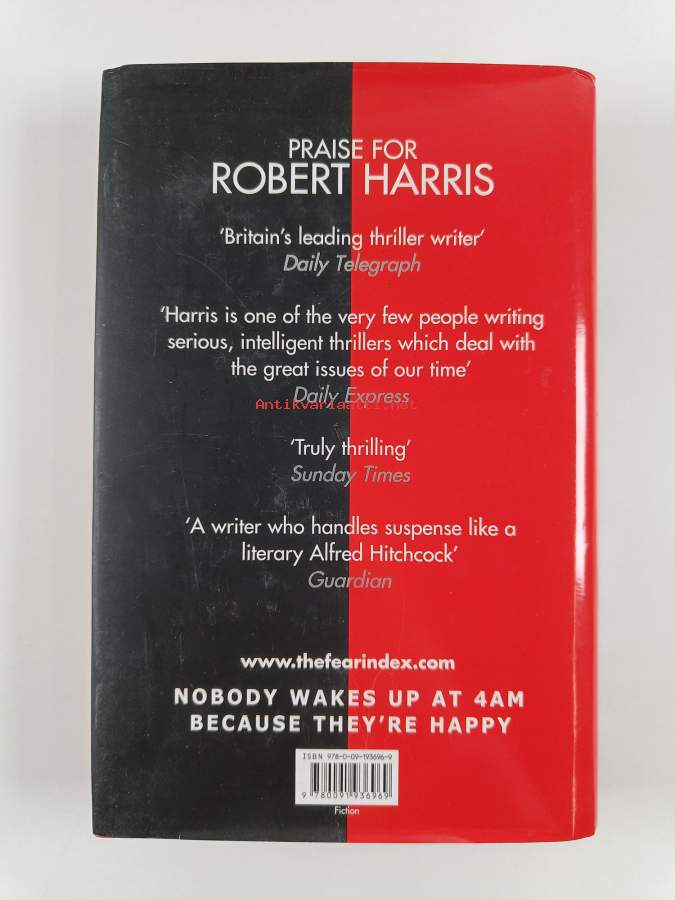 PRAISE FOR
ROBERT HARRIS
‘Britain’s leading thriller writer’
Daily Telegraph
‘Harris is one of the very few people writing
serious, intelligent thrillers which deal with
the great issues of our time’
Daily Express
Antikvariaatti.net
‘Truly thrilling’
Sunday Times
‘A writer who handles suspense like a
literary Alfred Hitchcock’
Guardian
www.thefearindex.com
NOBODY WAKES UP AT 4AM
BECAUSE THEY’RE HAPPY
ISBN 978-0-09-193696-9
9 780091 936969
Fiction